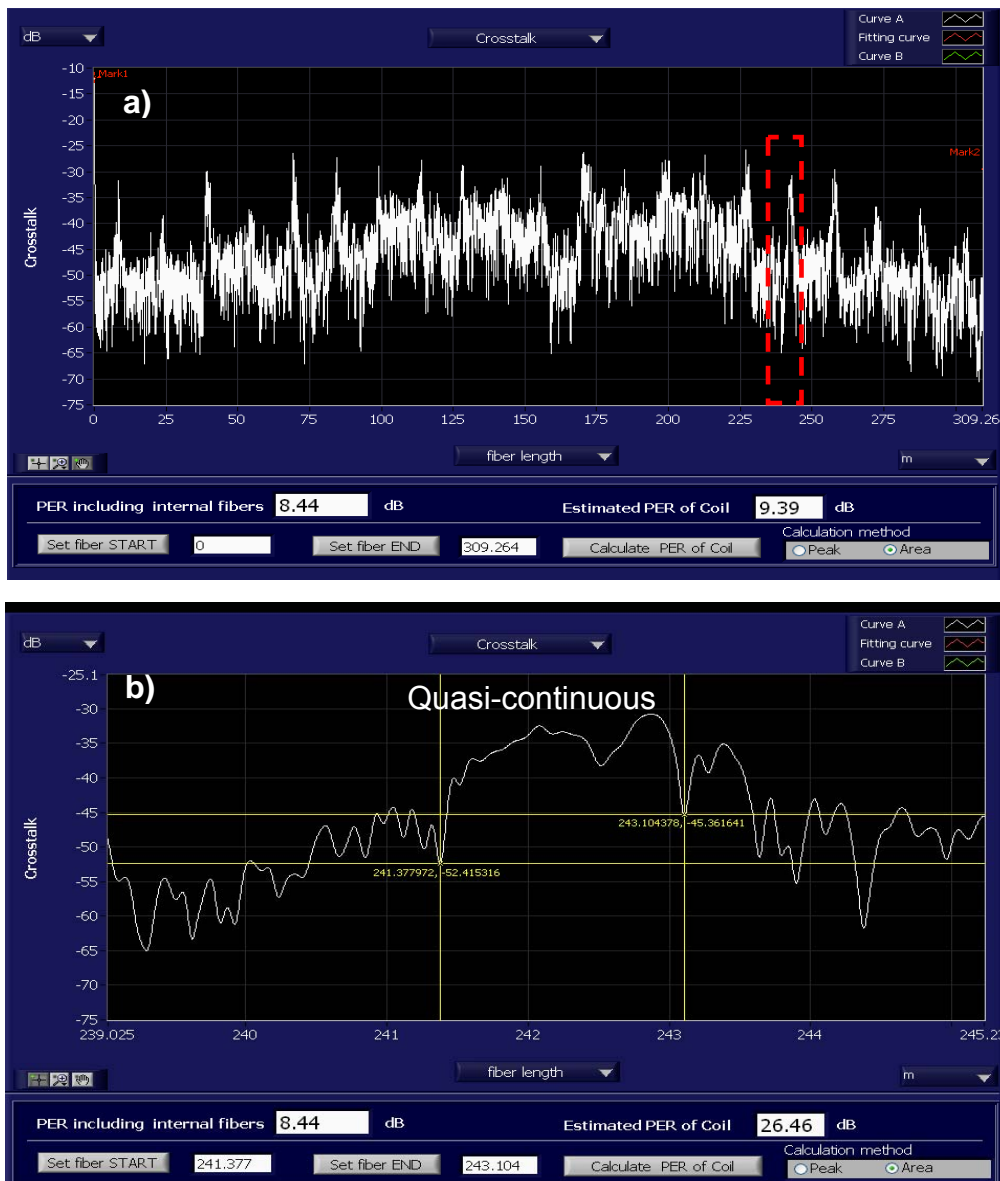 Curve A
dB
Crosstalk
Fitting curve
Curve B
-10
Mark1
a)
-15
-20
-25
Mark2
-30
-35
-40
-45
-50
-55
-60
-65
-70
-75
Crosstalk
0 25 50 75 100 125 150 175 200 225 250 275 309.26
fiber length
m
PER including internal fibers 8.44 dB
Estimated PER of Coil 9.39 dB
Calculation method
Set fiber START 0
Set fiber END 309.264
Calculate PER of Coil
Peak Area
Curve A
dB
Crosstalk
Fitting curve
Curve B
-25.1
b)
Quasi-continuous
-30
-35
-40
-45
243.104378, -45.361641
-50
241.377972, -52.415316
-55
-60
-65
-70
-75
Crosstalk
239.025 240 241 242 243 244
fiber length
m
PER including internal fibers 8.44 dB
Estimated PER of Coil 26.46 dB
Calculation method
Set fiber START 241.377
Set fiber END 243.104
Calculate PER of Coil
Peak Area